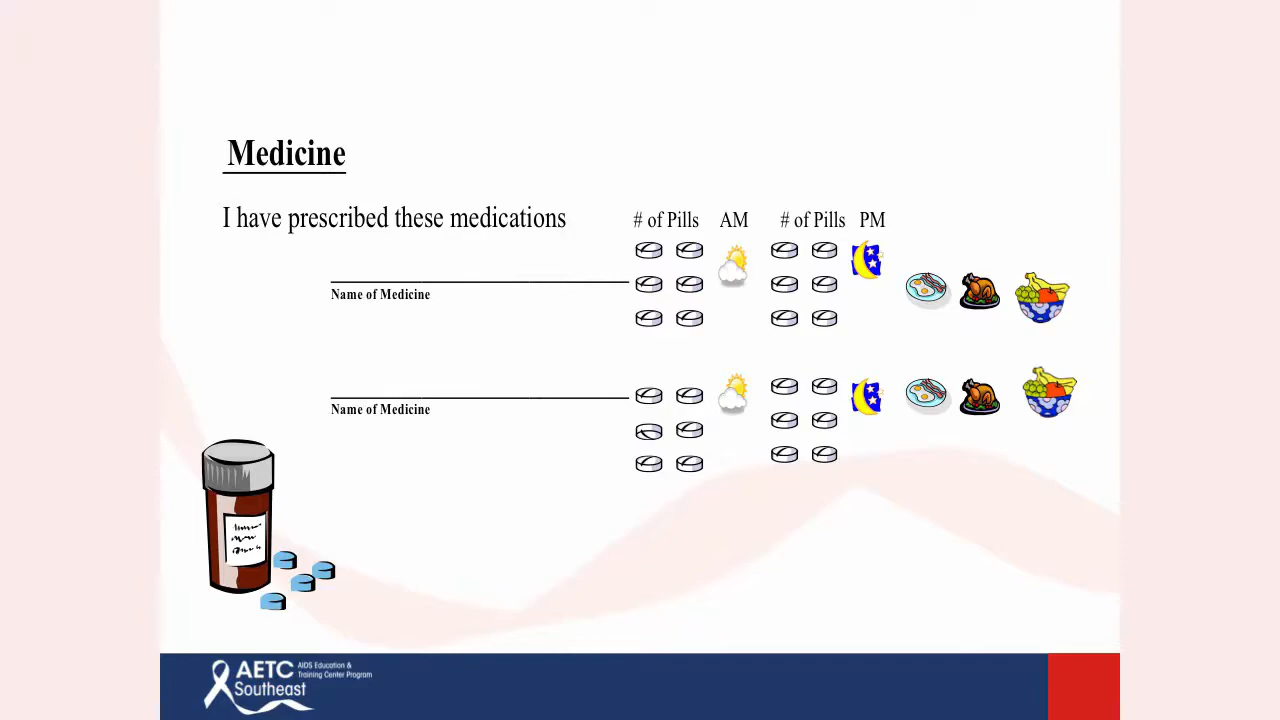 Medicine
I have prescribed these medications # of Pills AM # of Pills PM
Name of Medicine
Name of Medicine
AETC AIDS Education &
Training Center Program
Southeast